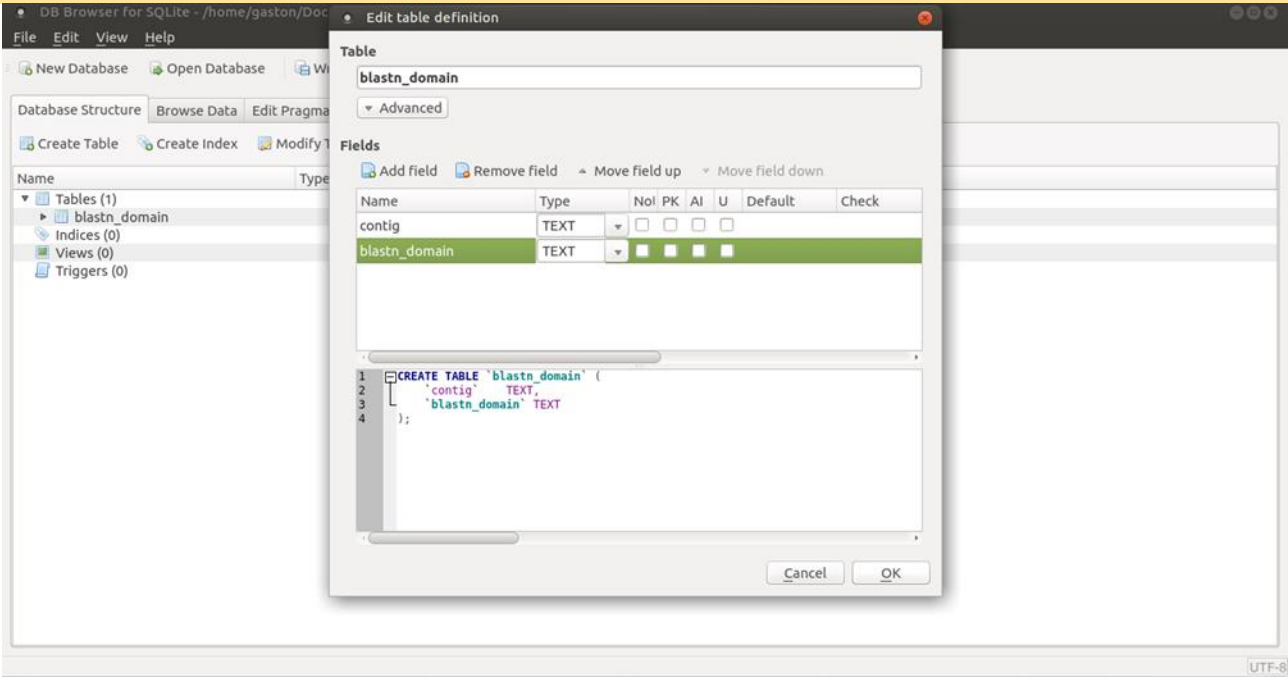 DB Browser for SQLite - /home/gaston/Doc
Edit table definition
File Edit View Help
New Database Open Database
Database Structure Browse Data Edit Pragma
Create Table Create Index Modify
Name Type
Tables (1)
blastn_domain
Indices (0)
Views (0)
Triggers (0)
Table
blastn_domain
Advanced
Fields
Add field Remove field Move field up Move field down
Name Type Not PK AI U Default Check
contig TEXT
blastn_domain TEXT
1 CREATE TABLE `blastn_domain` (
2 `contig` TEXT,
3 `blastn_domain` TEXT
4 );
Cancel OK
UTF-8